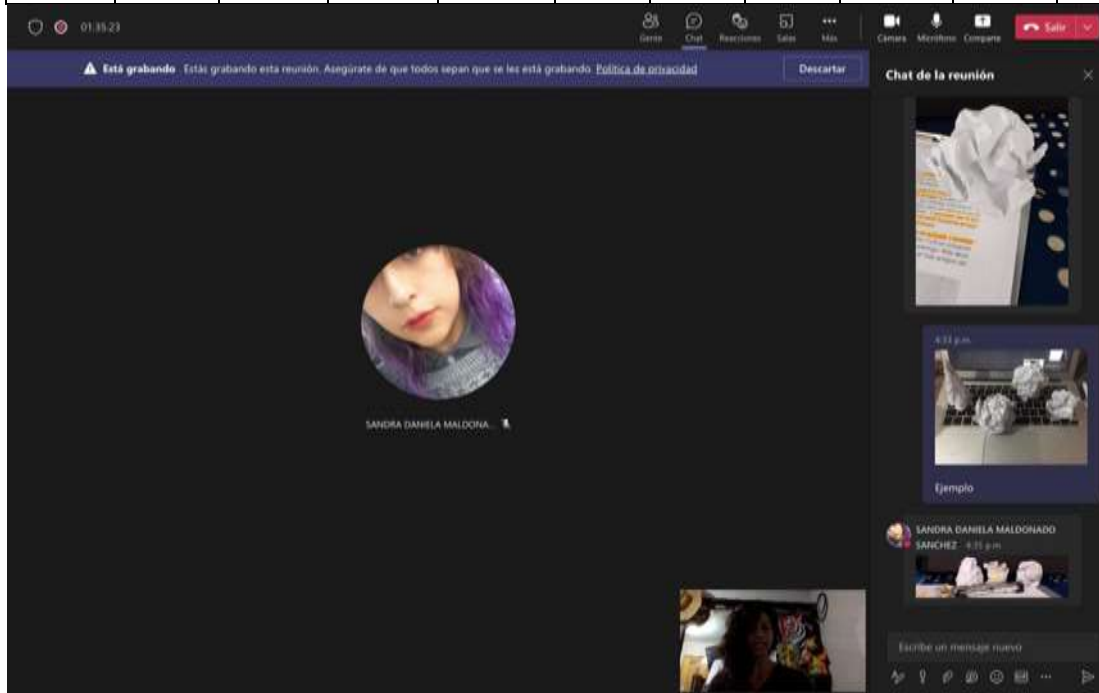 01:35:23
Gente
Chat
Reacciones
Salas
Más
Cámara
Micrófono
Compartir
Salir
Está grabando Estás grabando esta reunión. Asegúrate de que todos sepan que se les está grabando. Política de privacidad
Descartar
SANDRA DANIELA MALDONA...
Chat de la reunión
4:33 p.m.
Ejemplo
SANDRA DANIELA MALDONADO
SANCHEZ 4:35 p.m.
Escribe un mensaje nuevo